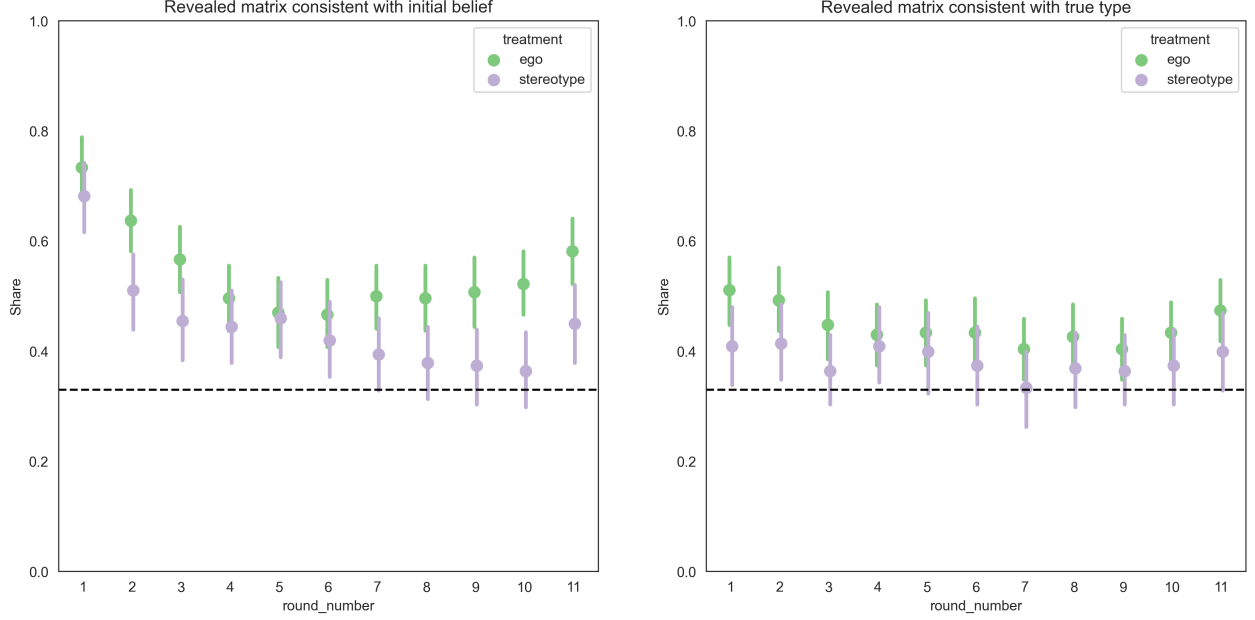 Revealed matrix consistent with initial belief
1.0
0.8
0.6
0.4
0.2
0.0
Share
treatment
ego
stereotype
1 2 3 4 5 6 7 8 9 10 11
round_number
Revealed matrix consistent with true type
1.0
0.8
0.6
0.4
0.2
0.0
Share
treatment
ego
stereotype
1 2 3 4 5 6 7 8 9 10 11
round_number